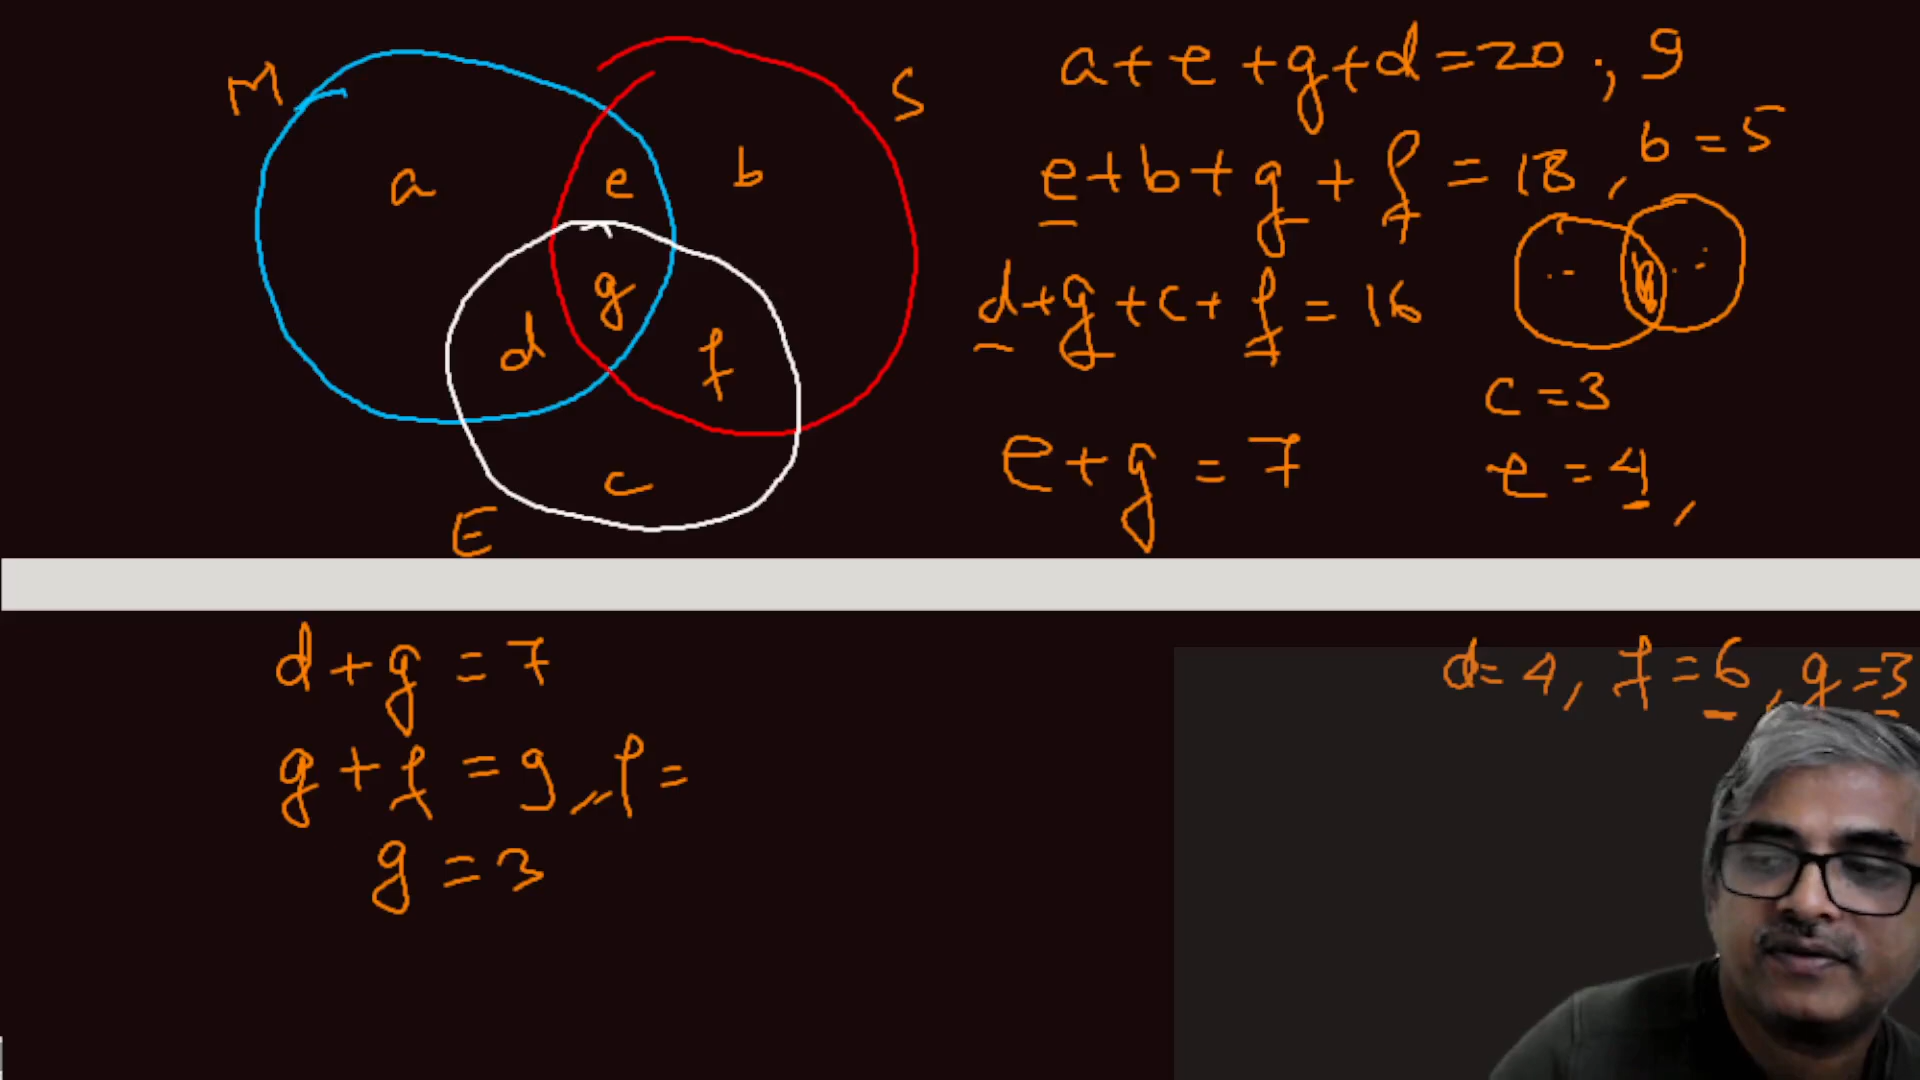 M
S
a
e
b
g
d
f
c
E
a+e+g+d=20 ., 9
e+b+g+f=18, b=5
d+g+c+f=16
c=3
e+g=7
e=4,
d+g=7
d=4, f=6, g=3
g+f=9, f=
g=3